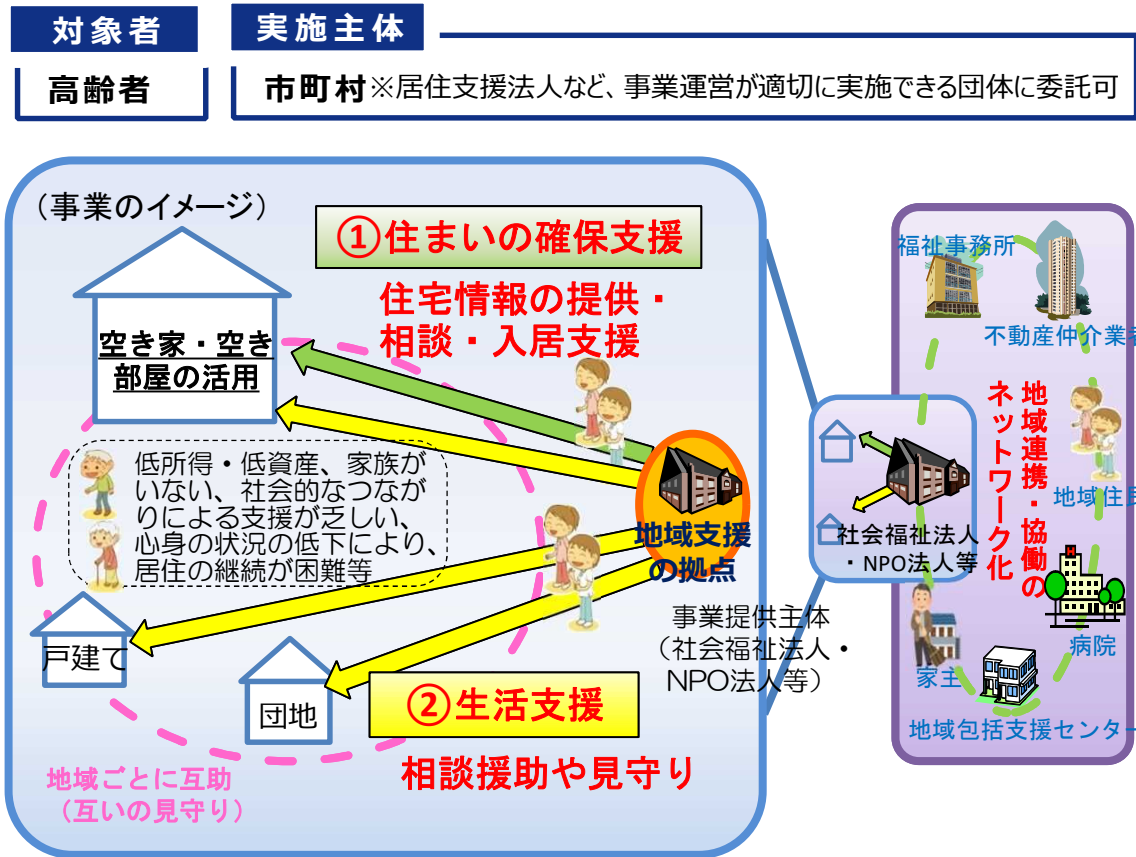 対象者
実施主体
高齢者
市町村※居住支援法人など、事業運営が適切に実施できる団体に委託可
（事業のイメージ）
①住まいの確保支援
住宅情報の提供・
相談・入居支援
空き家・空き
部屋の活用
低所得・低資産、家族が
いない、社会的なつなが
りによる支援が乏しい、
心身の状況の低下により、
居住の継続が困難等
地域支援
の拠点
事業提供主体
（社会福祉法人・
NPO法人等）
戸建て
団地
②生活支援
相談援助や見守り
地域ごとに互助
（互いの見守り）
福祉事務所
不動産仲介業者
地域連携・協働の
ネットワーク化
地域住民
社会福祉法人
・NPO法人等
H
病院
家主
地域包括支援センター